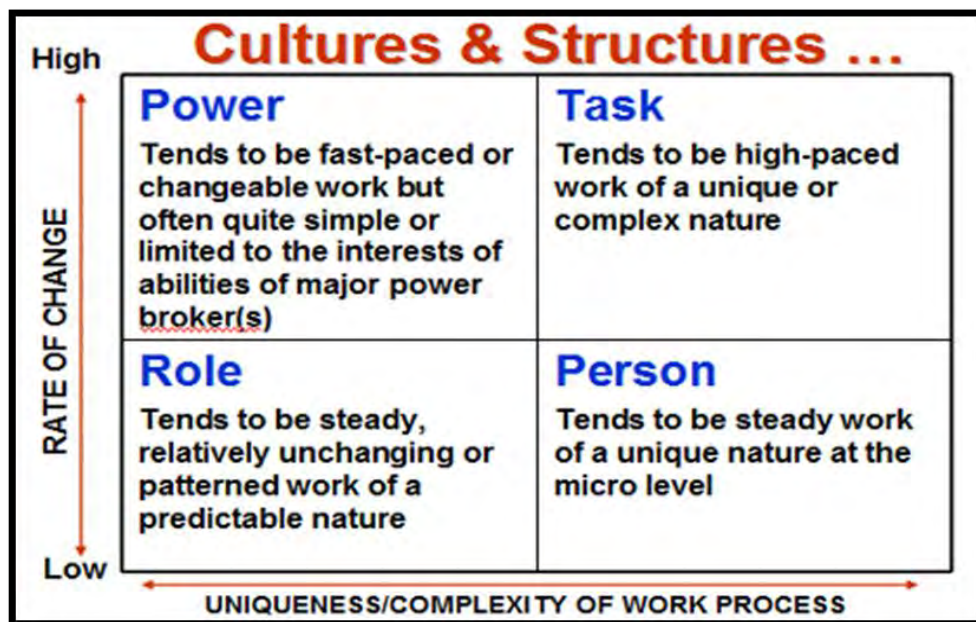 Cultures & Structures ...
High
Power
Tends to be fast-paced or
changeable work but
often quite simple or
limited to the interests of
abilities of major power
broker(s)
Task
Tends to be high-paced
work of a unique or
complex nature
RATE OF CHANGE
Role
Tends to be steady,
relatively unchanging or
patterned work of a
predictable nature
Person
Tends to be steady work
of a unique nature at the
micro level
Low
UNIQUENESS/COMPLEXITY OF WORK PROCESS